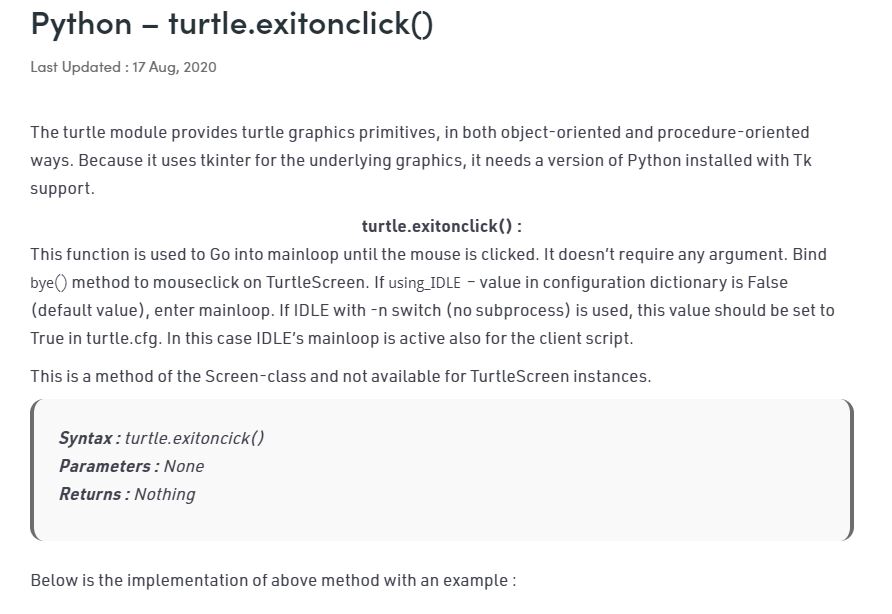 Python – turtle.exitonclick()
Last Updated : 17 Aug, 2020
The turtle module provides turtle graphics primitives, in both object-oriented and procedure-oriented
ways. Because it uses tkinter for the underlying graphics, it needs a version of Python installed with Tk
support.
turtle.exitonclick() :
This function is used to Go into mainloop until the mouse is clicked. It doesn’t require any argument. Bind
bye() method to mouseclick on TurtleScreen. If using_IDLE – value in configuration dictionary is False
(default value), enter mainloop. If IDLE with -n switch (no subprocess) is used, this value should be set to
True in turtle.cfg. In this case IDLE’s mainloop is active also for the client script.
This is a method of the Screen-class and not available for TurtleScreen instances.
Syntax : turtle.exitoncick()
Parameters : None
Returns : Nothing
Below is the implementation of above method with an example :